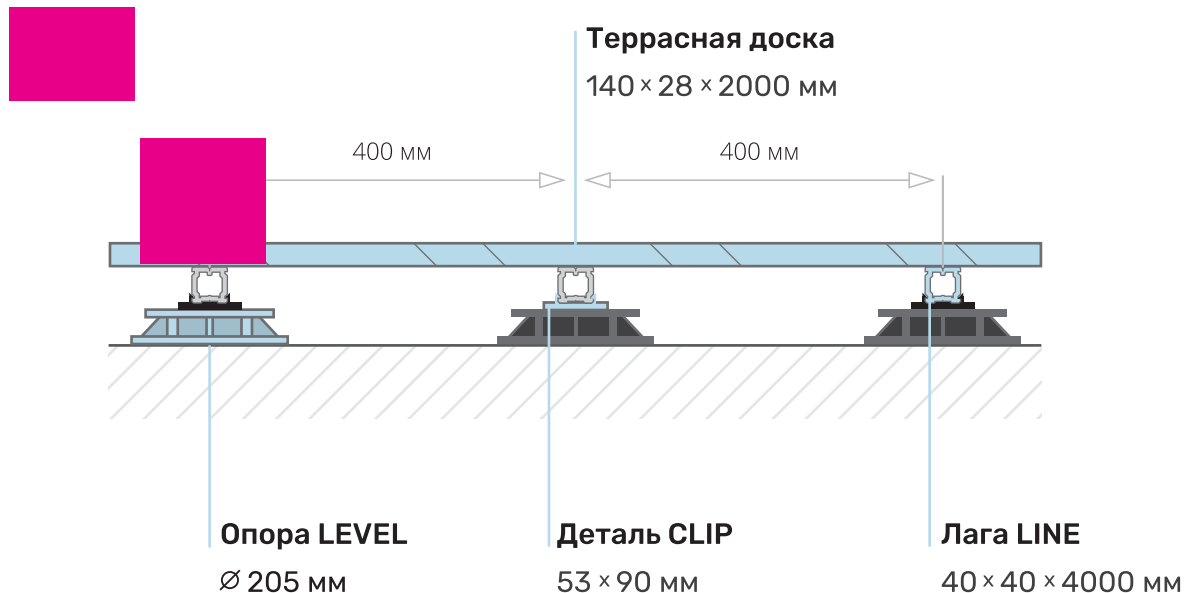 Террасная доска
140 × 28 × 2000 мм
400 мм
400 мм
Опора LEVEL
⌀ 205 мм
Деталь CLIP
53 × 90 мм
Лага LINE
40 × 40 × 4000 мм